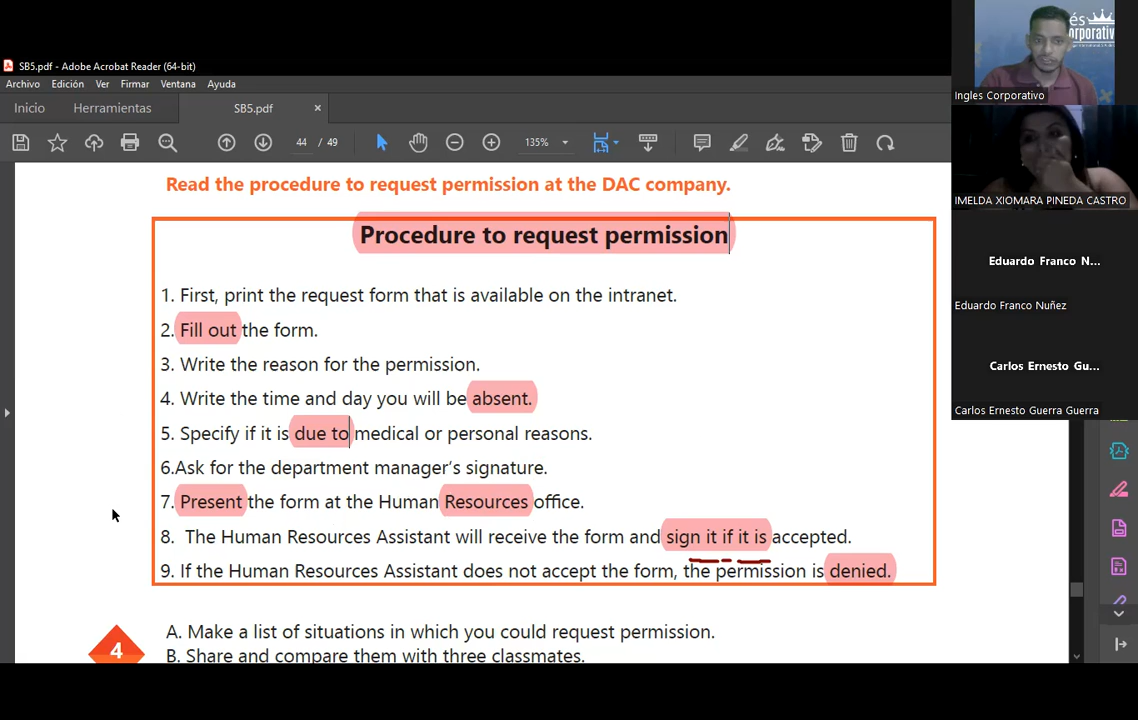 SB5.pdf - Adobe Acrobat Reader (64-bit)
Archivo Edición Ver Firmar Ventana Ayuda
Inicio Herramientas SB5.pdf ×
44 / 49 135%
Read the procedure to request permission at the DAC company.
Procedure to request permission
1. First, print the request form that is available on the intranet.
2. Fill out the form.
3. Write the reason for the permission.
4. Write the time and day you will be absent.
5. Specify if it is due to medical or personal reasons.
6.Ask for the department manager's signature.
7. Present the form at the Human Resources office.
8. The Human Resources Assistant will receive the form and sign it if it is accepted.
9. If the Human Resources Assistant does not accept the form, the permission is denied.
4
A. Make a list of situations in which you could request permission.
B. Share and compare them with three classmates.
és
orporativ
Ingles Corporativo
IMELDA XIOMARA PINEDA CASTRO
Eduardo Franco N...
Eduardo Franco Nuñez
Carlos Ernesto Gu...
Carlos Ernesto Guerra Guerra